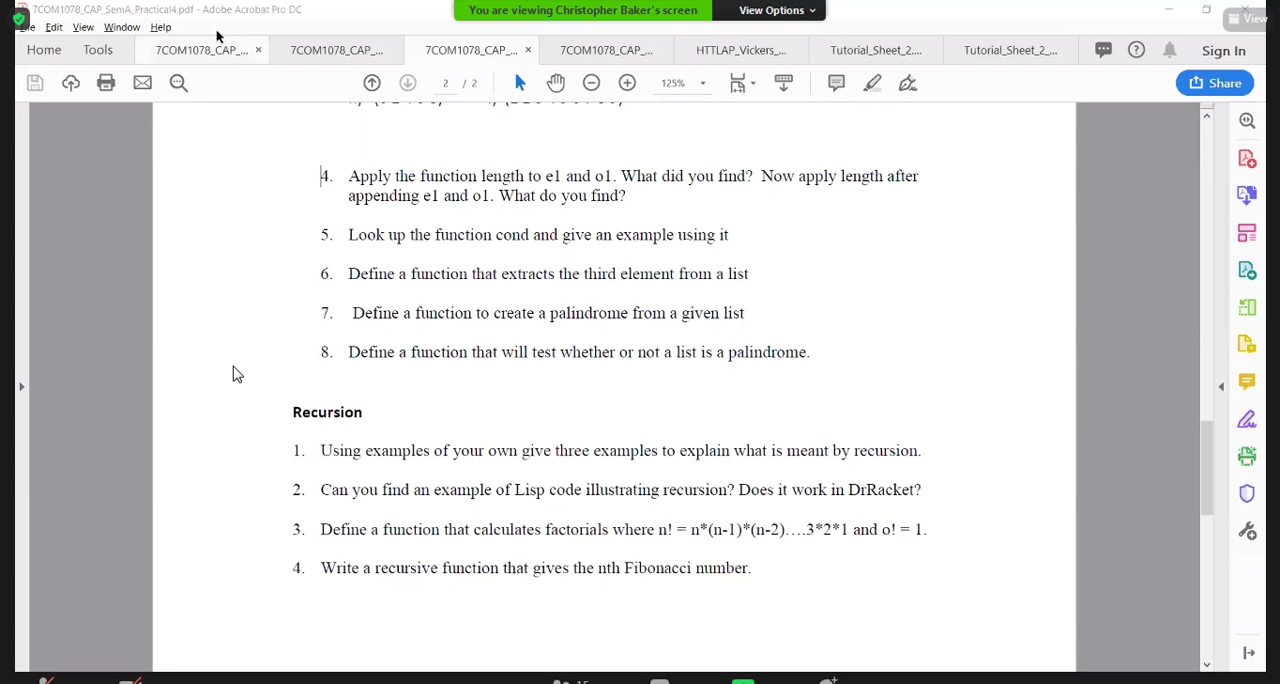 7COM1078_CAP_SemA_Practical4.pdf - Adobe Acrobat Pro DC
You are viewing Christopher Baker's screen
View Options
View
Edit View Window Help
Home Tools 7COM1078_CAP_... × 7COM1078_CAP_... 7COM1078_CAP_... × 7COM1078_CAP_... HTTLAP_Vickers_... Tutorial_Sheet_2.... Tutorial_Sheet_2_... Sign In
2 / 2 125% Share
4. Apply the function length to e1 and o1. What did you find? Now apply length after
appending e1 and o1. What do you find?
5. Look up the function cond and give an example using it
6. Define a function that extracts the third element from a list
7. Define a function to create a palindrome from a given list
8. Define a function that will test whether or not a list is a palindrome.
Recursion
1. Using examples of your own give three examples to explain what is meant by recursion.
2. Can you find an example of Lisp code illustrating recursion? Does it work in DrRacket?
3. Define a function that calculates factorials where n! = n*(n-1)*(n-2)….3*2*1 and o! = 1.
4. Write a recursive function that gives the nth Fibonacci number.